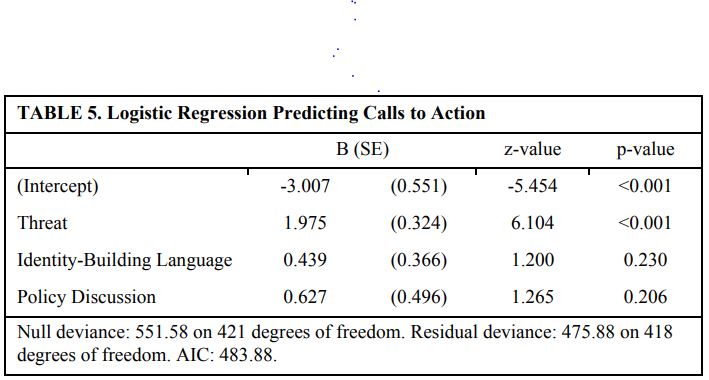 TABLE 5. Logistic Regression Predicting Calls to Action
B (SE) z-value p-value
(Intercept) -3.007 (0.551) -5.454 <0.001
Threat 1.975 (0.324) 6.104 <0.001
Identity-Building Language 0.439 (0.366) 1.200 0.230
Policy Discussion 0.627 (0.496) 1.265 0.206
Null deviance: 551.58 on 421 degrees of freedom. Residual deviance: 475.88 on 418
degrees of freedom. AIC: 483.88.